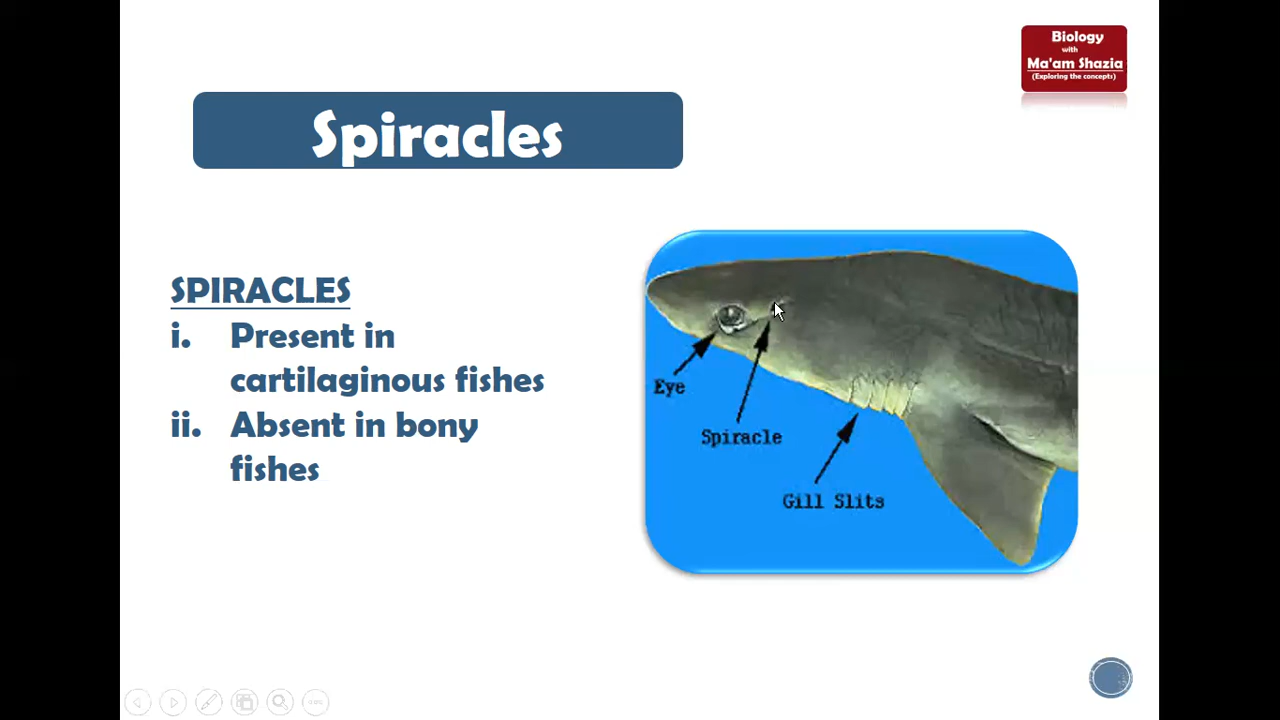 Biology
with
Ma'am Shazia
(Exploring the concepts)
Spiracles
SPIRACLES
i. Present in
cartilaginous fishes
ii. Absent in bony
fishes
Eye
Spiracle
Gill Slits